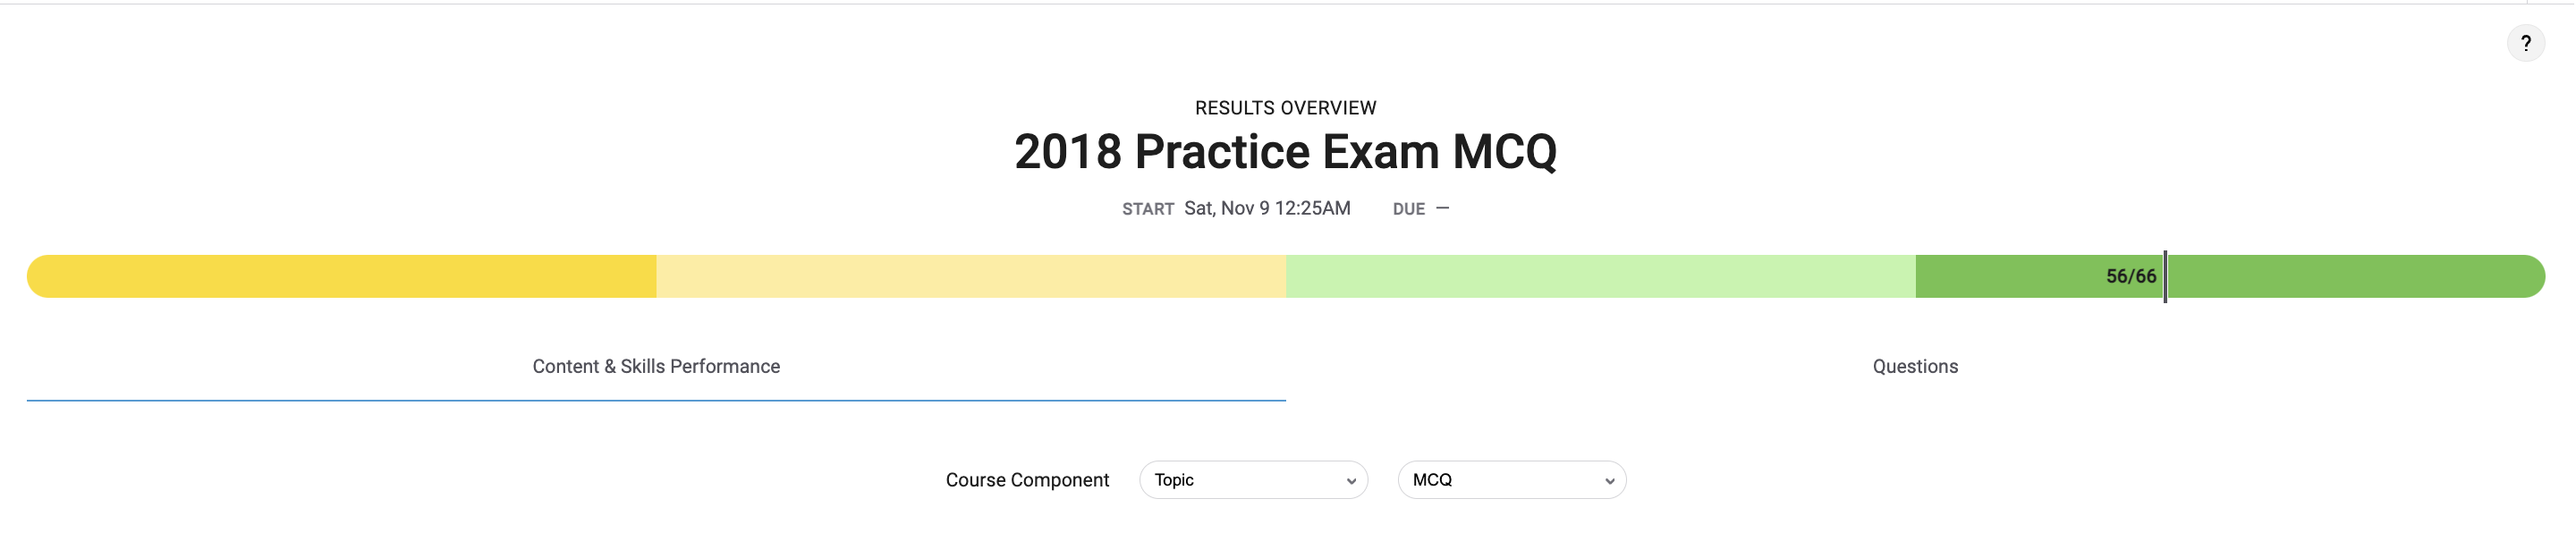 ?
RESULTS OVERVIEW
2018 Practice Exam MCQ
START Sat, Nov 9 12:25AM DUE —
56/66
Content & Skills Performance Questions
Course Component Topic MCQ